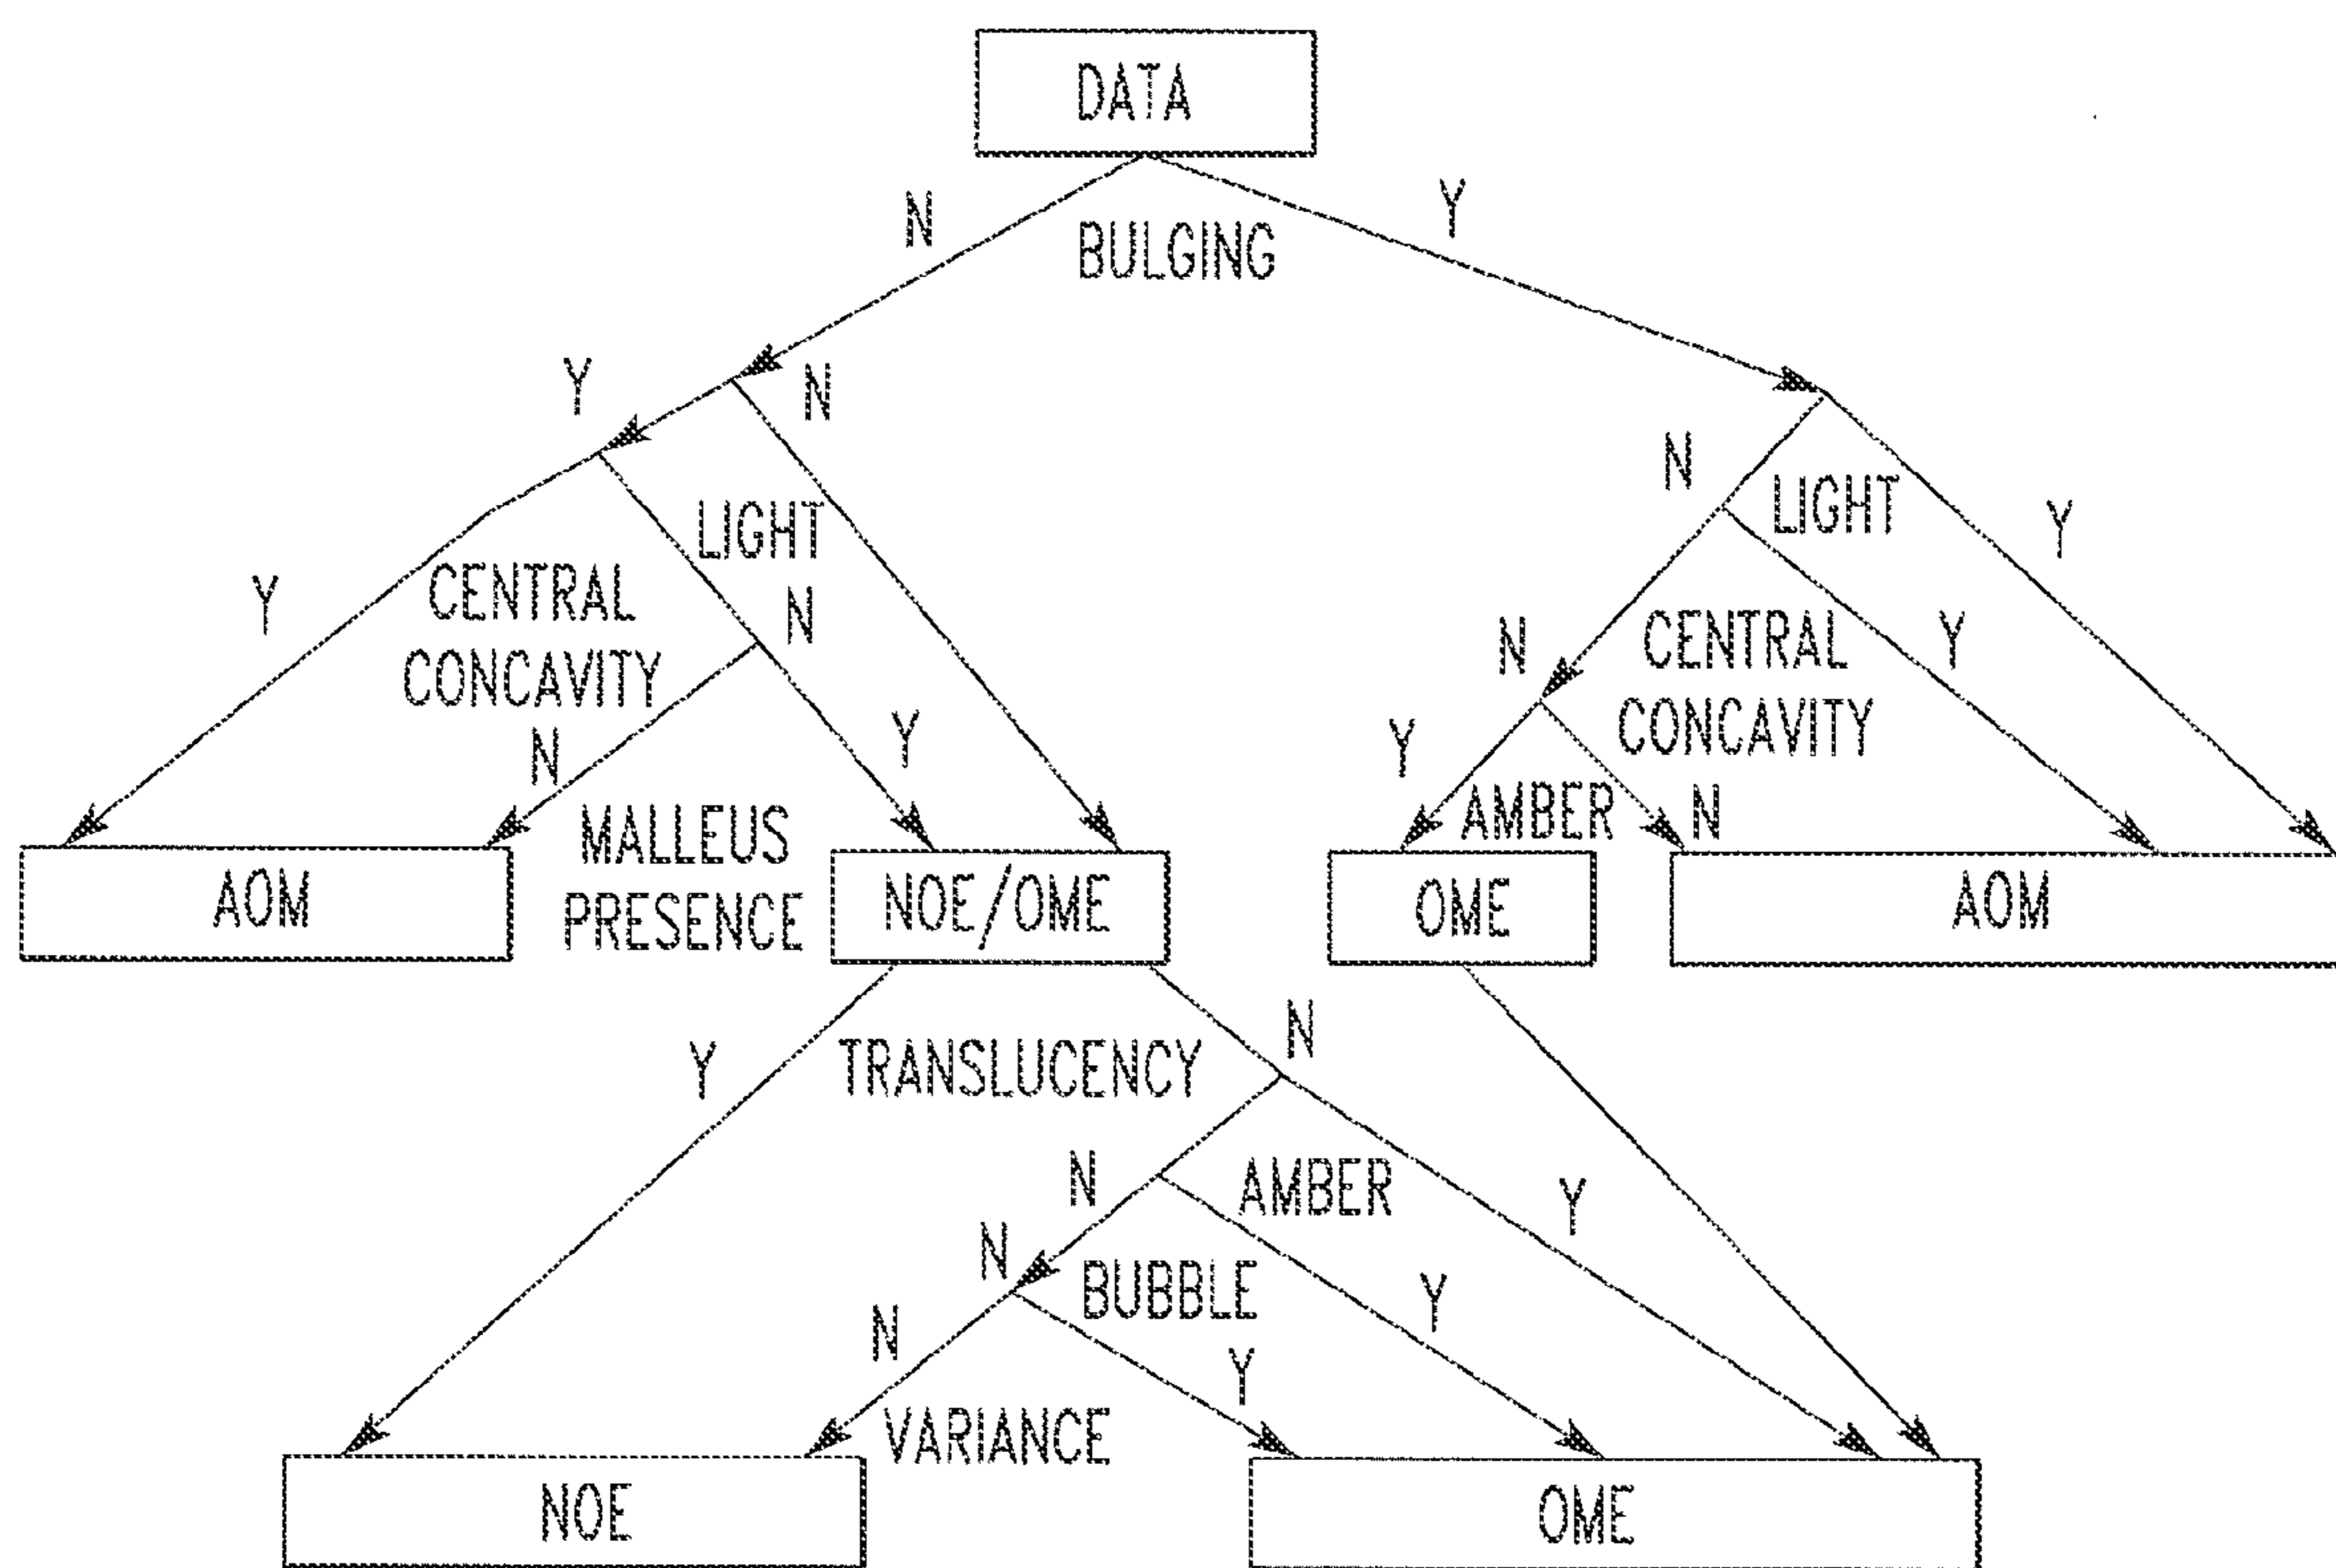 DATA
N
Y
BULGING
Y
N
N
LIGHT
Y
LIGHT
Y
CENTRAL
CONCAVITY
N
N
CENTRAL
CONCAVITY
Y
N
Y
Y
AMBER
N
MALLEUS
PRESENCE
AOM
NOE/OME
OME
AOM
Y
TRANSLUCENCY
N
N
AMBER
Y
N
BUBBLE
Y
N
Y
VARIANCE
NOE
OME